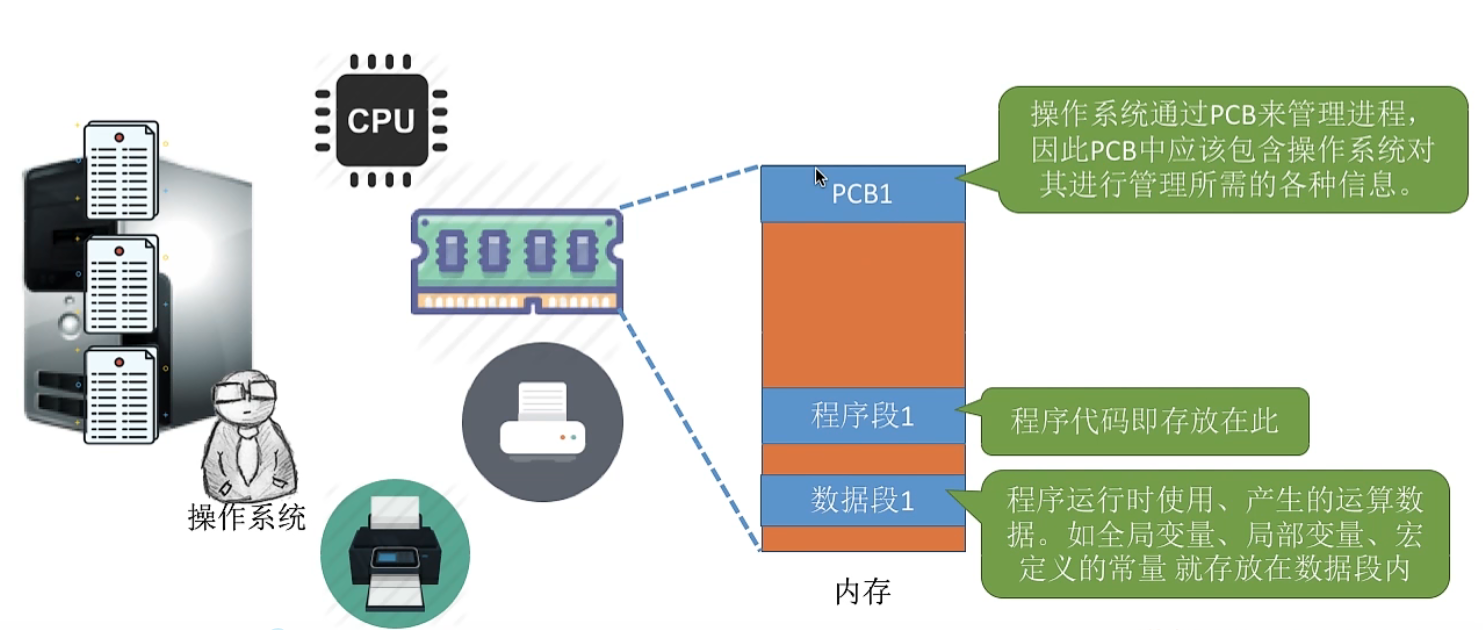 CPU
操作系统通过PCB来管理进程，
因此PCB中应该包含操作系统对
其进行管理所需的各种信息。
PCB1
程序段1
程序代码即存放在此
数据段1
程序运行时使用、产生的运算数
据。如全局变量、局部变量、宏
定义的常量 就存放在数据段内
操作系统
内存